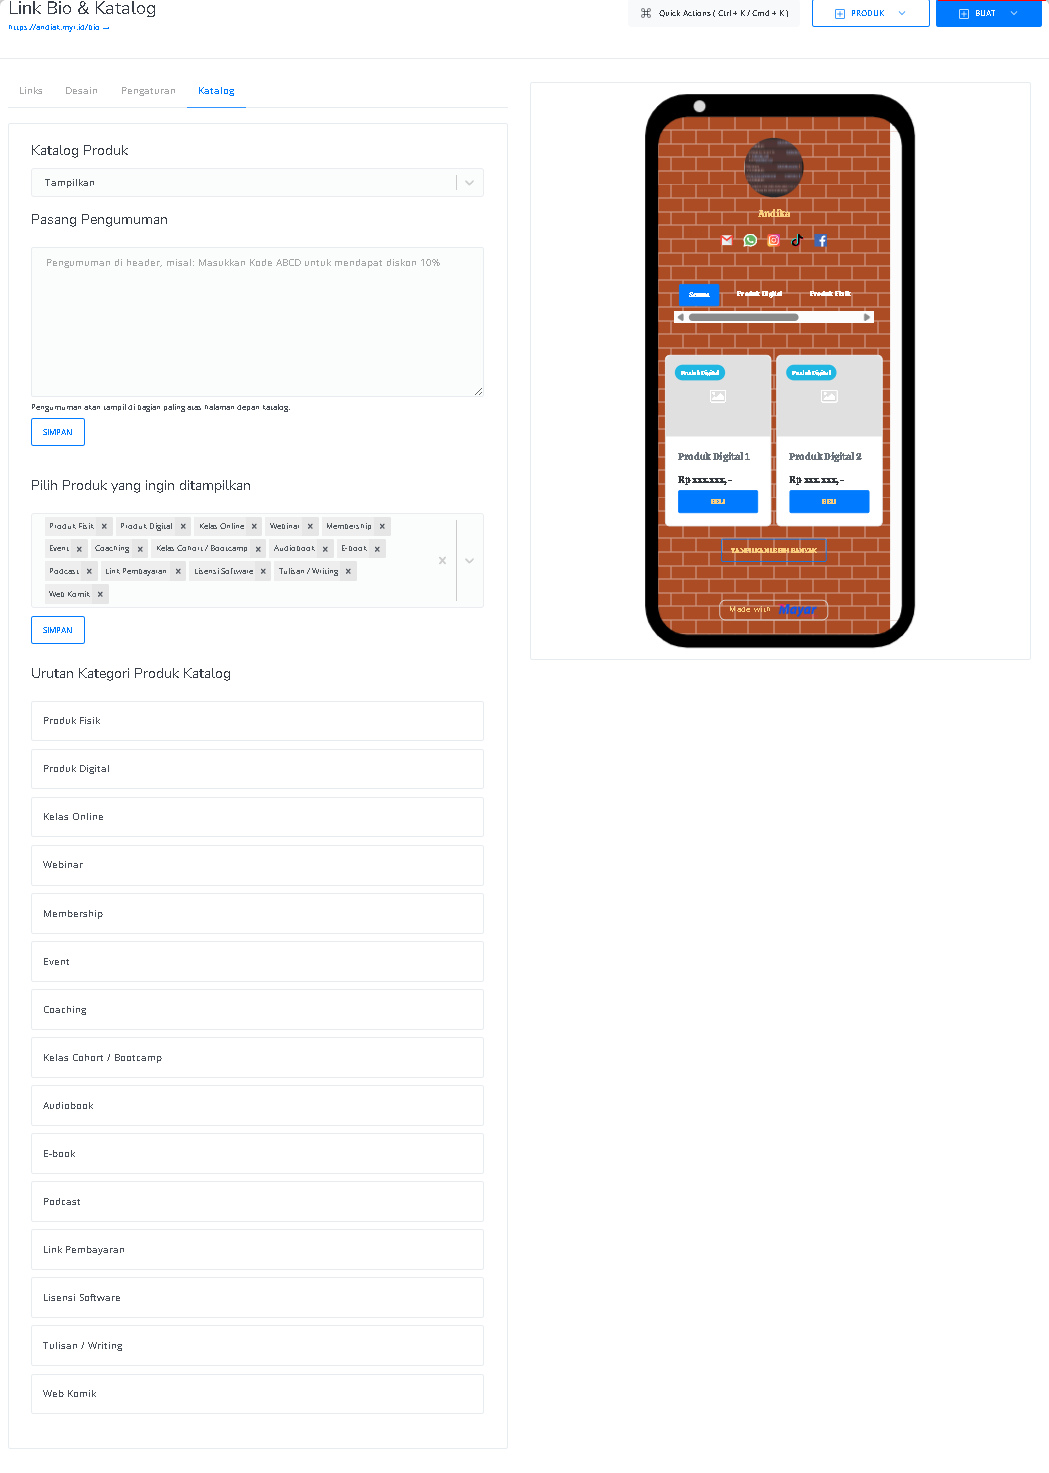 Link Bio & Katalog
https://andiak.myr.id/bio →
Quick Actions ( Ctrl + K / Cmd + K )
PRODUK
BUAT
Links
Desain
Pengaturan
Katalog
Katalog Produk
Tampilkan
Pasang Pengumuman
Pengumuman di header, misal: Masukkan Kode ABCD untuk mendapat diskon 10%
Pengumuman akan tampil di bagian paling atas halaman depan katalog.
SIMPAN
Pilih Produk yang ingin ditampilkan
Produk Fisik Produk Digital Kelas Online Webinar Membership
Event Coaching Kelas Cohort / Bootcamp Audiobook E-book
Podcast Link Pembayaran Lisensi Software Tulisan / Writing
Web Komik
SIMPAN
Urutan Kategori Produk Katalog
Produk Fisik
Produk Digital
Kelas Online
Webinar
Membership
Event
Coaching
Kelas Cohort / Bootcamp
Audiobook
E-book
Podcast
Link Pembayaran
Lisensi Software
Tulisan / Writing
Web Komik
Andika
Semua
Produk Digital
Produk Fisik
Produk Digital
Produk Digital
Produk Digital 1
Produk Digital 2
Rp xxx.xxx,-
Rp xxx.xxx,-
BELI
BELI
TAMPILKAN LEBIH BANYAK
Made with Mayar